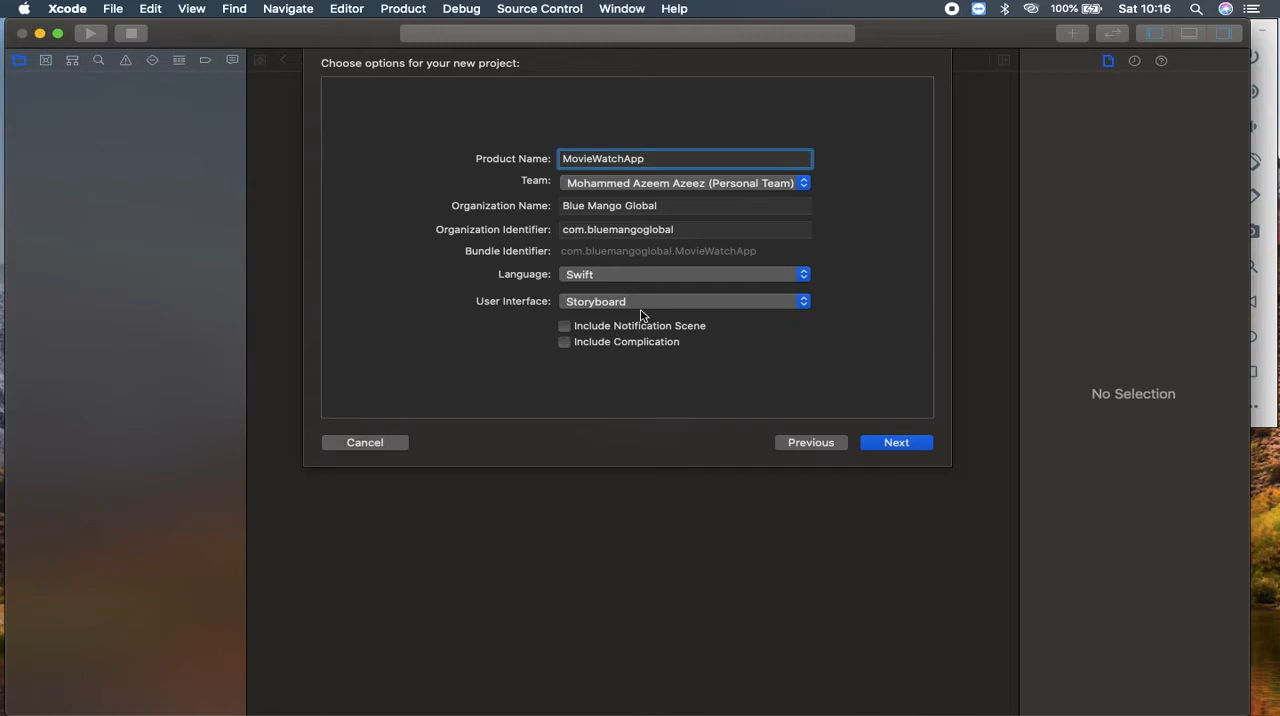 Xcode File Edit View Find Navigate Editor Product Debug Source Control Window Help 100% Sat 10:16
Choose options for your new project:
Product Name: MovieWatchApp
Team: Mohammed Azeem Azeez (Personal Team)
Organization Name: Blue Mango Global
Organization Identifier: com.bluemangoglobal
Bundle Identifier: com.bluemangoglobal.MovieWatchApp
Language: Swift
User Interface: Storyboard
Include Notification Scene
Include Complication
No Selection
Cancel Previous Next